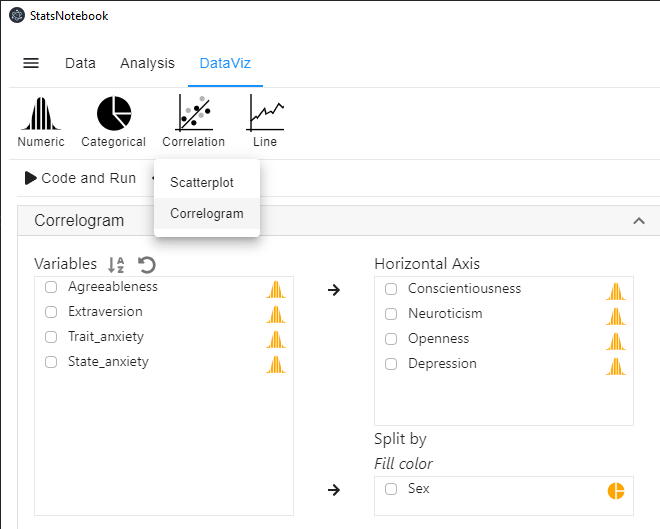 StatsNotebook
Data Analysis DataViz
Numeric Categorical Correlation Line
Code and Run
Scatterplot
Correlogram
Correlogram
Variables A Z
Horizontal Axis
Agreeableness
Extraversion
Trait_anxiety
State_anxiety
Conscientiousness
Neuroticism
Openness
Depression
Split by
Fill color
Sex